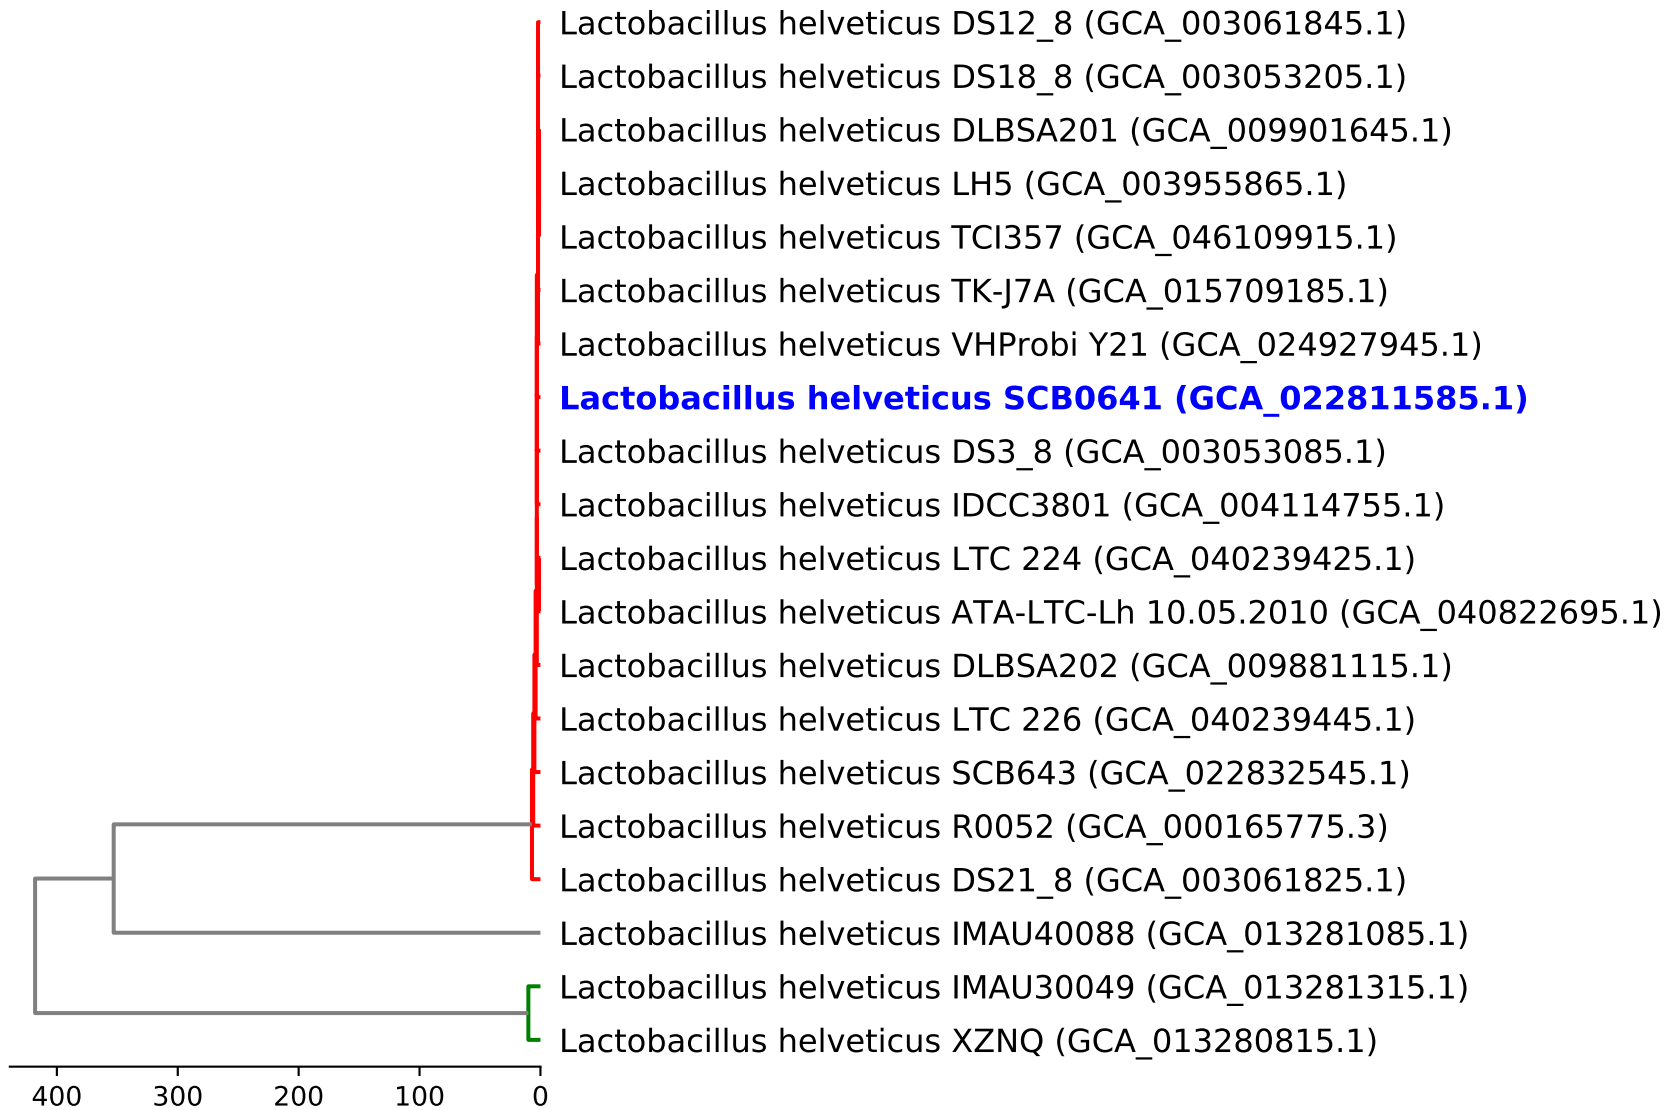 Lactobacillus helveticus DS12_8 (GCA_003061845.1)
Lactobacillus helveticus DS18_8 (GCA_003053205.1)
Lactobacillus helveticus DLBSA201 (GCA_009901645.1)
Lactobacillus helveticus LH5 (GCA_003955865.1)
Lactobacillus helveticus TCI357 (GCA_046109915.1)
Lactobacillus helveticus TK-J7A (GCA_015709185.1)
Lactobacillus helveticus VHProbi Y21 (GCA_024927945.1)
Lactobacillus helveticus SCB0641 (GCA_022811585.1)
Lactobacillus helveticus DS3_8 (GCA_003053085.1)
Lactobacillus helveticus IDCC3801 (GCA_004114755.1)
Lactobacillus helveticus LTC 224 (GCA_040239425.1)
Lactobacillus helveticus ATA-LTC-Lh 10.05.2010 (GCA_040822695.1)
Lactobacillus helveticus DLBSA202 (GCA_009881115.1)
Lactobacillus helveticus LTC 226 (GCA_040239445.1)
Lactobacillus helveticus SCB643 (GCA_022832545.1)
Lactobacillus helveticus R0052 (GCA_000165775.3)
Lactobacillus helveticus DS21_8 (GCA_003061825.1)
Lactobacillus helveticus IMAU40088 (GCA_013281085.1)
Lactobacillus helveticus IMAU30049 (GCA_013281315.1)
Lactobacillus helveticus XZNQ (GCA_013280815.1)
400 300 200 100 0